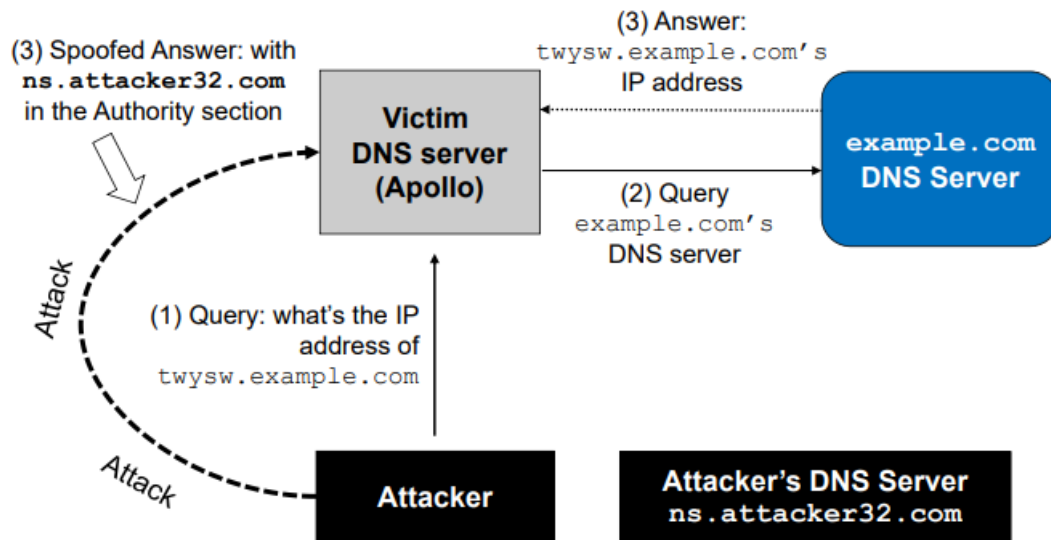 (3) Spoofed Answer: with
ns.attacker32.com
in the Authority section
(3) Answer:
twysw.example.com's
IP address
Victim
DNS server
(Apollo)
example.com
DNS Server
(2) Query
example.com's
DNS server
Attack
(1) Query: what's the IP
address of
twysw.example.com
Attack
Attacker
Attacker's DNS Server
ns.attacker32.com